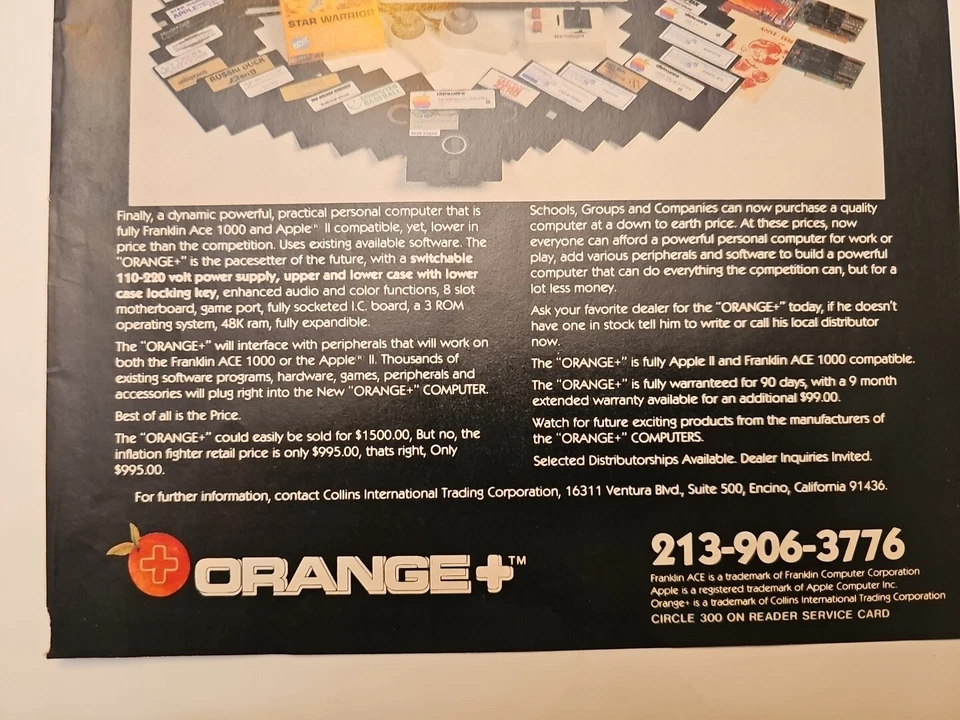 STAR WARRIOR
RUSSKI DUCK
COMPUTER
BASEBALL
Finally, a dynamic powerful, practical personal computer that is
fully Franklin Ace 1000 and Apple™ II compatible, yet, lower in
price than the competition. Uses existing available software. The
"ORANGE+" is the pacesetter of the future, with a switchable
110-220 volt power supply, upper and lower case with lower
case locking key, enhanced audio and color functions, 8 slot
motherboard, game port, fully socketed I.C. board, a 3 ROM
operating system, 48K ram, fully expandible.
The "ORANGE+" will interface with peripherals that will work on
both the Franklin ACE 1000 or the Apple™ II. Thousands of
existing software programs, hardware, games, peripherals and
accessories will plug right into the New "ORANGE+" COMPUTER.
Best of all is the Price.
The "ORANGE+" could easily be sold for $1500.00, But no, the
inflation fighter retail price is only $995.00, thats right, Only
$995.00.
Schools, Groups and Companies can now purchase a quality
computer at a down to earth price. At these prices, now
everyone can afford a powerful personal computer for work or
play, add various peripherals and software to build a powerful
computer that can do everything the competition can, but for a
lot less money.
Ask your favorite dealer for the "ORANGE+" today, if he doesn't
have one in stock tell him to write or call his local distributor
now.
The "ORANGE+" is fully Apple II and Franklin ACE 1000 compatible.
The "ORANGE+" is fully warranteed for 90 days, with a 9 month
extended warranty available for an additional $99.00.
Watch for future exciting products from the manufacturers of
the "ORANGE+" COMPUTERS.
Selected Distributorships Available. Dealer Inquiries Invited.
For further information, contact Collins International Trading Corporation, 16311 Ventura Blvd., Suite 500, Encino, California 91436.
ORANGE+™
213-906-3776
Franklin ACE is a trademark of Franklin Computer Corporation
Apple is a registered trademark of Apple Computer Inc.
Orange+ is a trademark of Collins International Trading Corporation
CIRCLE 300 ON READER SERVICE CARD